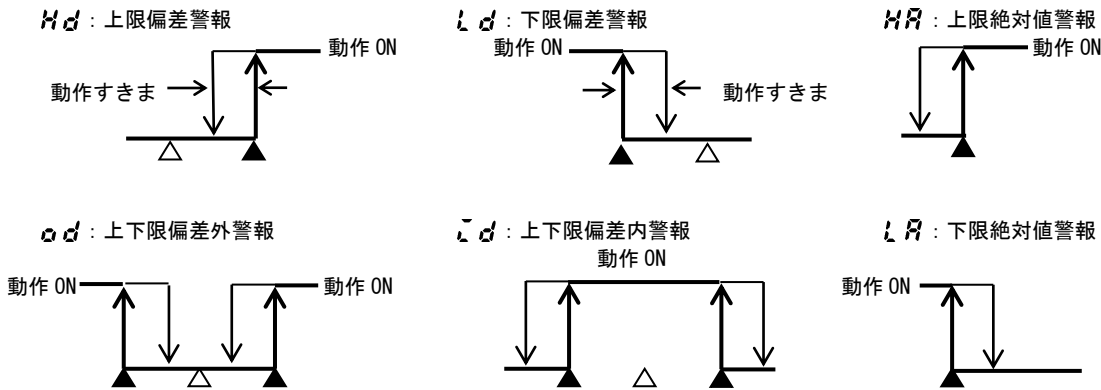 Hd：上限偏差警報
動作 ON
動作すきま
Ld：下限偏差警報
動作 ON
動作すきま
HA：上限絶対値警報
動作 ON
od：上下限偏差外警報
動作 ON
動作 ON
id：上下限偏差内警報
動作 ON
LA：下限絶対値警報
動作 ON